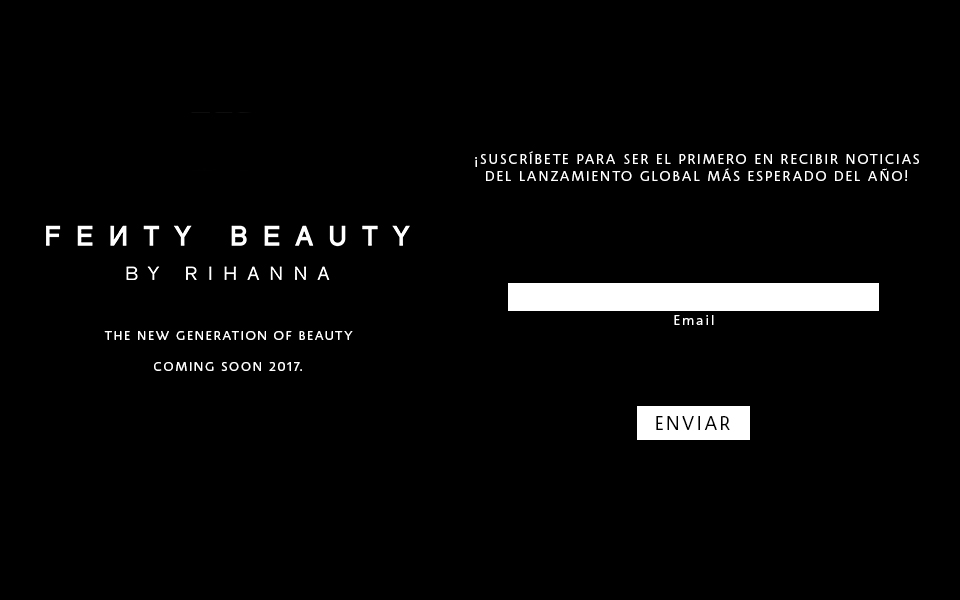 FENTY BEAUTY
BY RIHANNA
THE NEW GENERATION OF BEAUTY
COMING SOON 2017.
¡SUSCRÍBETE PARA SER EL PRIMERO EN RECIBIR NOTICIAS
DEL LANZAMIENTO GLOBAL MÁS ESPERADO DEL AÑO!
Email
ENVIAR